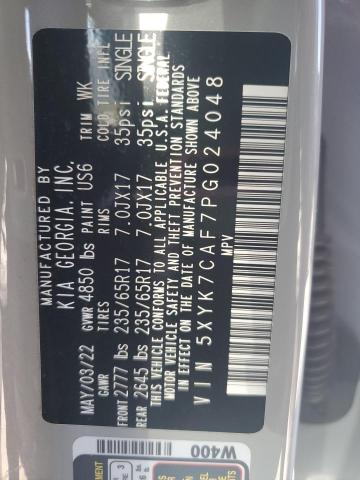 MANUFACTURED BY
KIA GEORGIA, INC.
GVWR 4850 lbs PAINT US6 TRIM WK
MAY/03/22 GAWR RIMS COLD TIRE INFL
FRONT 2777 lbs 235/65R17 7.0JX17 35psi SINGLE
REAR 2645 lbs 235/65R17 7.0JX17 35psi SINGLE
THIS VEHICLE CONFORMS TO ALL APPLICABLE U.S.A. FEDERAL
MOTOR VEHICLE SAFETY AND THEFT PREVENTION STANDARDS
IN EFFECT ON THE DATE OF MANUFACTURE SHOWN ABOVE
VIN 5XYK7CAF7PG024048
MPV
W400